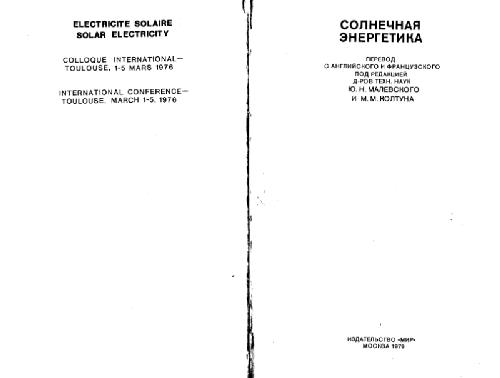 ELECTRICITE SOLAIRE
SOLAR ELECTRICITY
COLLOQUE INTERNATIONAL—
TOULOUSE, 1-5 MARS 1976
INTERNATIONAL CONFERENCE—
TOULOUSE, MARCH 1-5, 1976
СОЛНЕЧНАЯ
ЭНЕРГЕТИКА
ПЕРЕВОД
С АНГЛИЙСКОГО И ФРАНЦУЗСКОГО
ПОД РЕДАКЦИЕЙ
Д-РОВ ТЕХН. НАУК
Ю. Н. МАЛЕВСКОГО
И М. М. КОЛТУНА
ИЗДАТЕЛЬСТВО «МИР»
МОСКВА 1979